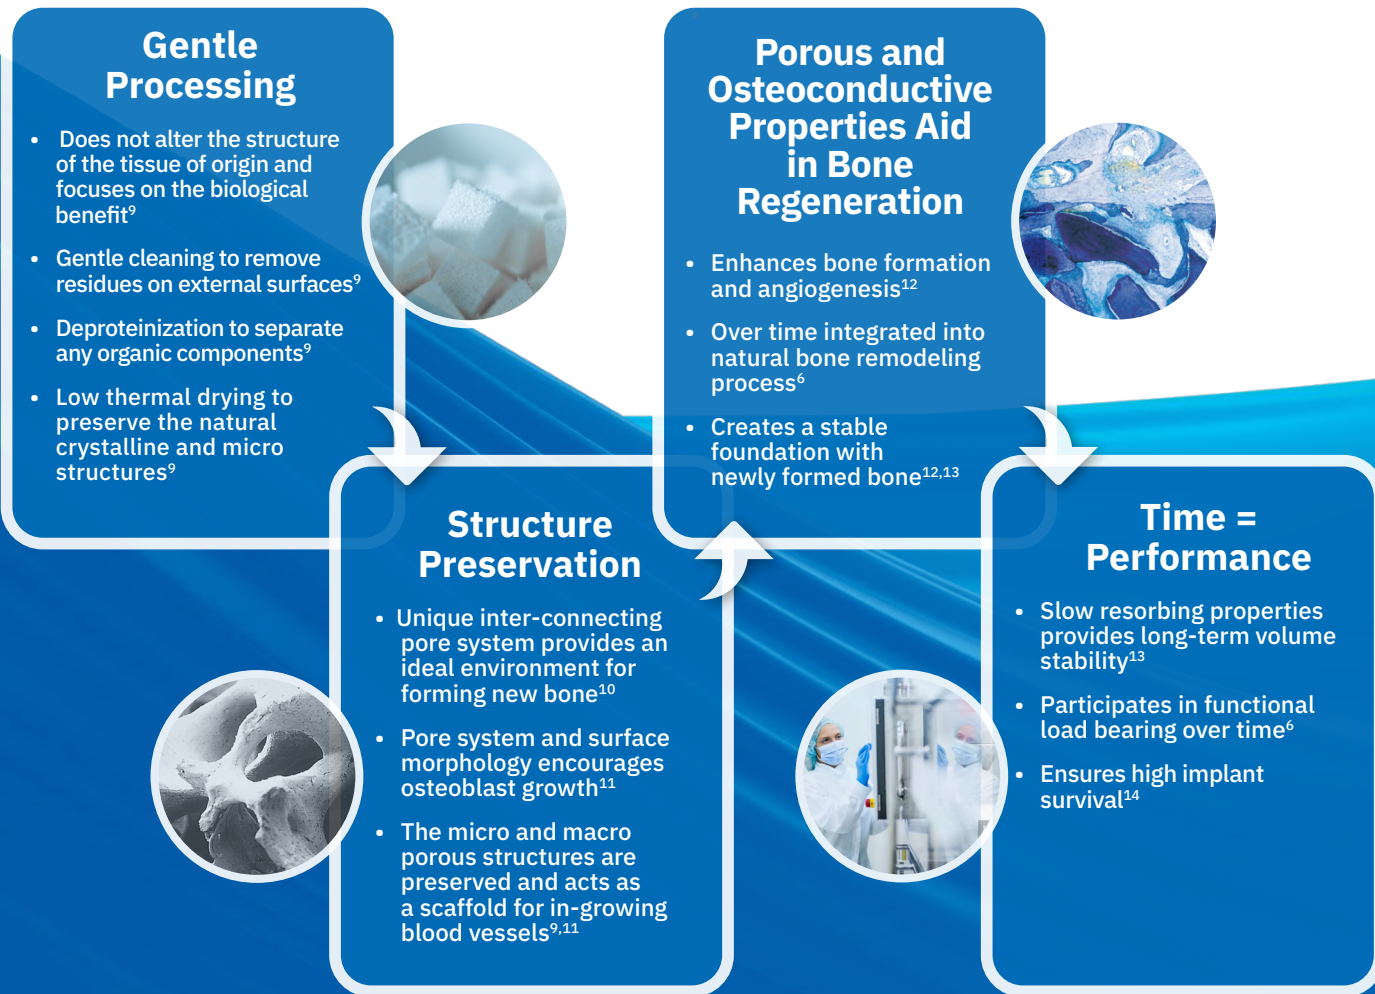 Gentle
Processing
• Does not alter the structure
of the tissue of origin and
focuses on the biological
benefit⁹
• Gentle cleaning to remove
residues on external surfaces⁹
• Deproteinization to separate
any organic components⁹
• Low thermal drying to
preserve the natural
crystalline and micro
structures⁹
Structure
Preservation
• Unique inter-connecting
pore system provides an
ideal environment for
forming new bone¹⁰
• Pore system and surface
morphology encourages
osteoblast growth¹¹
• The micro and macro
porous structures are
preserved and acts as
a scaffold for in-growing
blood vessels⁹,¹¹
Porous and
Osteoconductive
Properties Aid
in Bone
Regeneration
• Enhances bone formation
and angiogenesis¹²
• Over time integrated into
natural bone remodeling
process⁶
• Creates a stable
foundation with
newly formed bone¹²,¹³
Time =
Performance
• Slow resorbing properties
provides long-term volume
stability¹³
• Participates in functional
load bearing over time⁶
• Ensures high implant
survival¹⁴